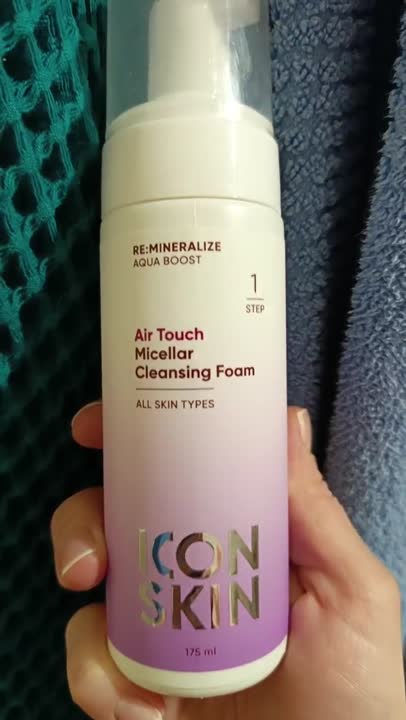 RE:MINERALIZE
AQUA BOOST
1
STEP
Air Touch
Micellar
Cleansing Foam
ALL SKIN TYPES
ICON
SKIN
175 ml